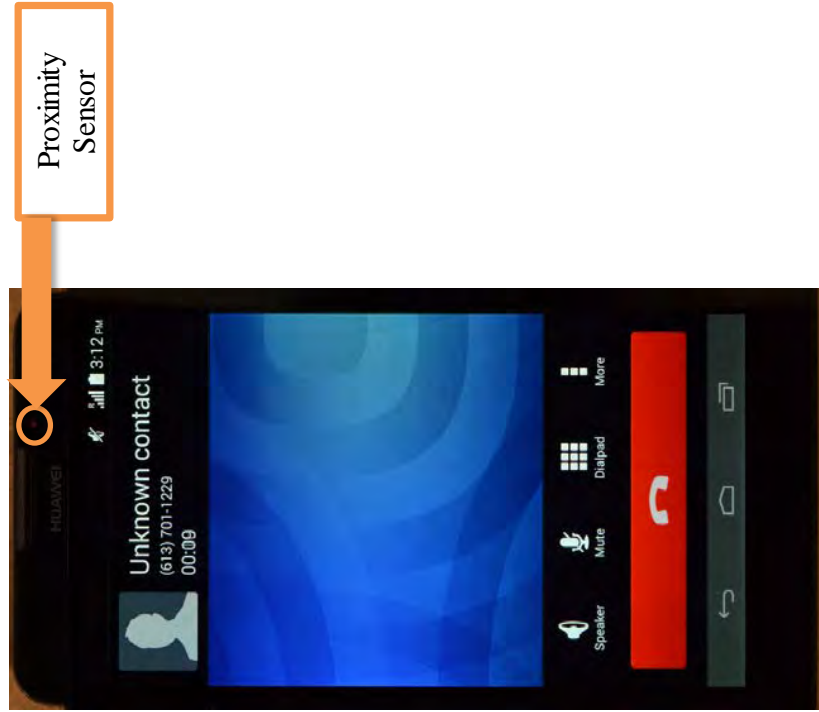 Proximity
Sensor
HUAWEI
R
3:12 PM
Unknown contact
(613) 701-1229
00:09
Speaker
Mute
Dialpad
More